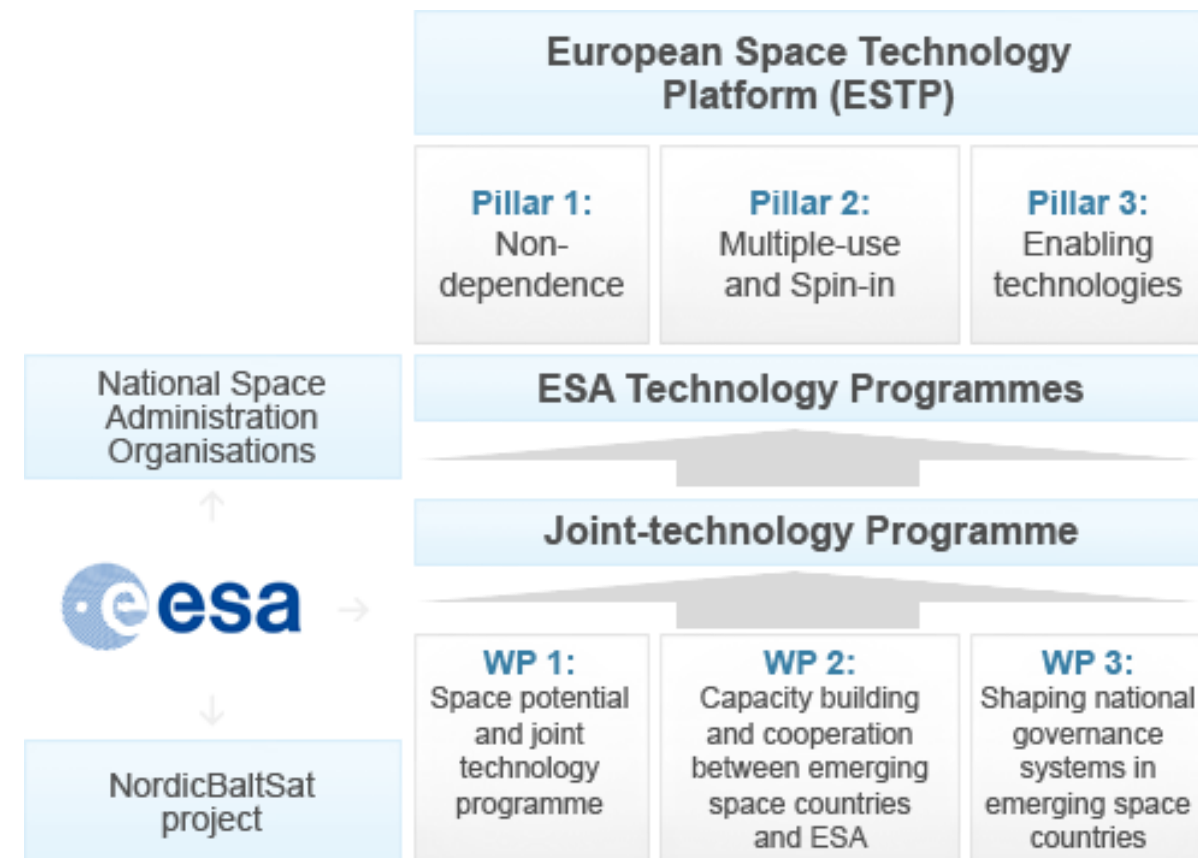 European Space Technology
Platform (ESTP)
Pillar 1:
Non-
dependence
Pillar 2:
Multiple-use
and Spin-in
Pillar 3:
Enabling
technologies
National Space
Administration
Organisations
ESA Technology Programmes
Joint-technology Programme
esa
WP 1:
Space potential
and joint
technology
programme
WP 2:
Capacity building
and cooperation
between emerging
space countries
and ESA
WP 3:
Shaping national
governance
systems in
emerging space
countries
NordicBaltSat
project